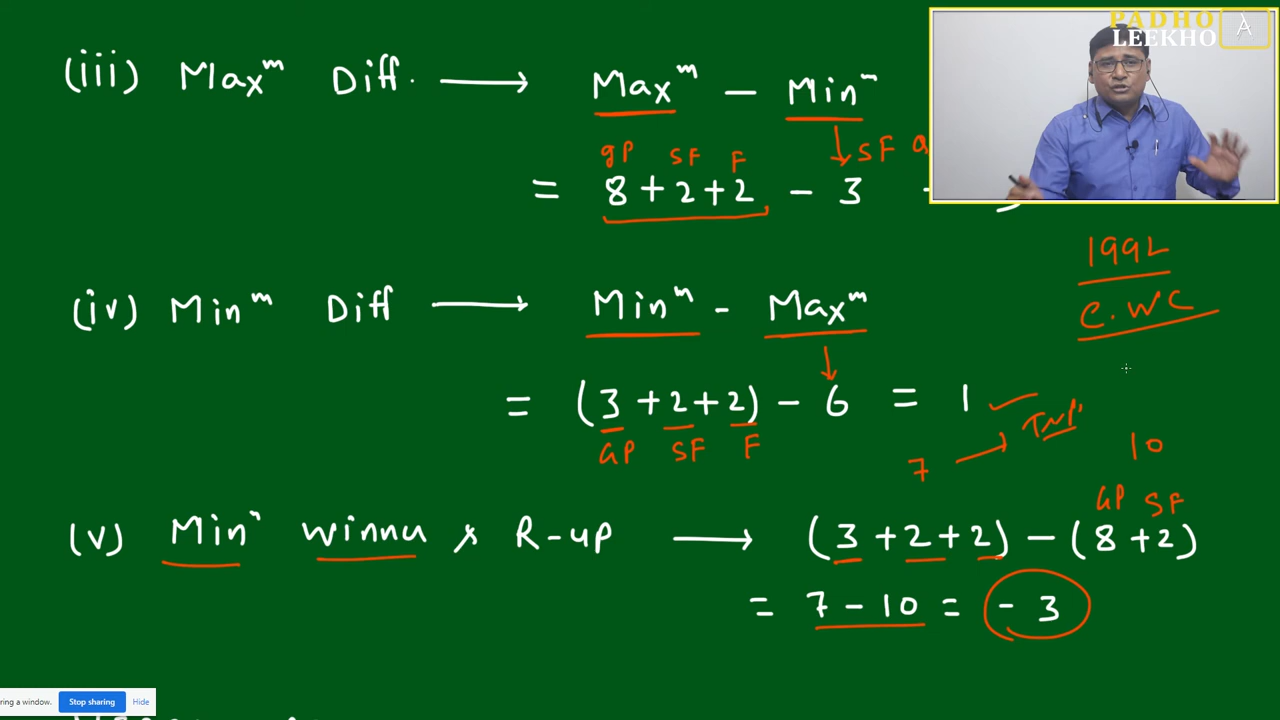 PADHO
LEEKHO
(iii) Maxᵐ Diff. → Maxᵐ - Minᵐ
GP SF F ↓ SF
= 8 + 2 + 2 - 3
1992
C.WC
(iv) Minᵐ Diff → Minᵐ - Maxᵐ
= (3 + 2 + 2) - 6 = 1 ✓
GP SF F
7 →
10
GP SF
(v) Minᵐ winner R-up → (3 + 2 + 2) - (8 + 2)
= 7 - 10 = - 3
ring a window. Stop sharing Hide